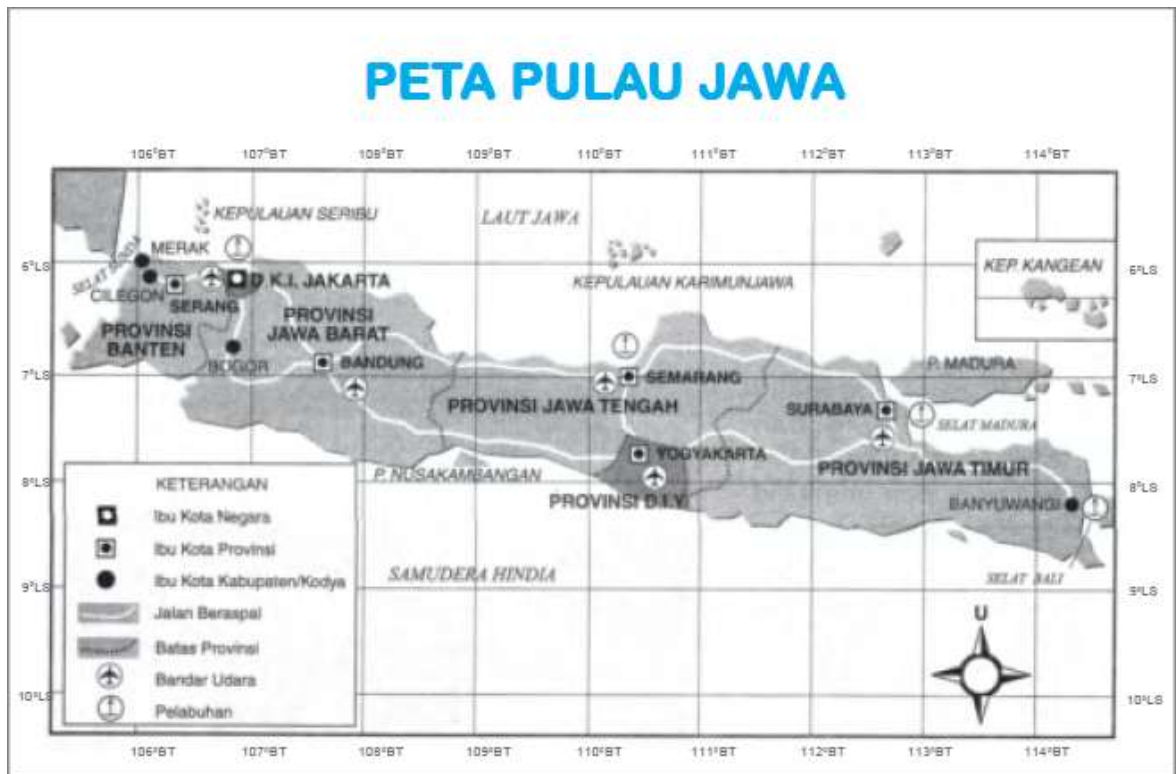 PETA PULAU JAWA
106°BT 107°BT 108°BT 109°BT 110°BT 111°BT 112°BT 113°BT 114°BT
KEPULAUAN SERIBU
LAUT JAWA
MERAK
SELAT SUNDA
6°LS
6°LS
KEP. KANGEAN
D.K.I. JAKARTA
KEPULAUAN KARIMUNJAWA
CILEGON
SERANG
PROVINSI
JAWA BARAT
PROVINSI
BANTEN
BOGOR
BANDUNG
P. MADURA
7°LS
SEMARANG
7°LS
PROVINSI JAWA TENGAH
SURABAYA
SELAT MADURA
YOGYAKARTA
PROVINSI JAWA TIMUR
P. NUSAKAMBANGAN
8°LS
8°LS
PROVINSI D.I.Y
BANYUWANGI
SAMUDERA HINDIA
SELAT BALI
9°LS
9°LS
U
10°LS
10°LS
KETERANGAN
Ibu Kota Negara
Ibu Kota Provinsi
Ibu Kota Kabupaten/Kodya
Jalan Beraspal
Batas Provinsi
Bandar Udara
Pelabuhan
106°BT 107°BT 108°BT 109°BT 110°BT 111°BT 112°BT 113°BT 114°BT